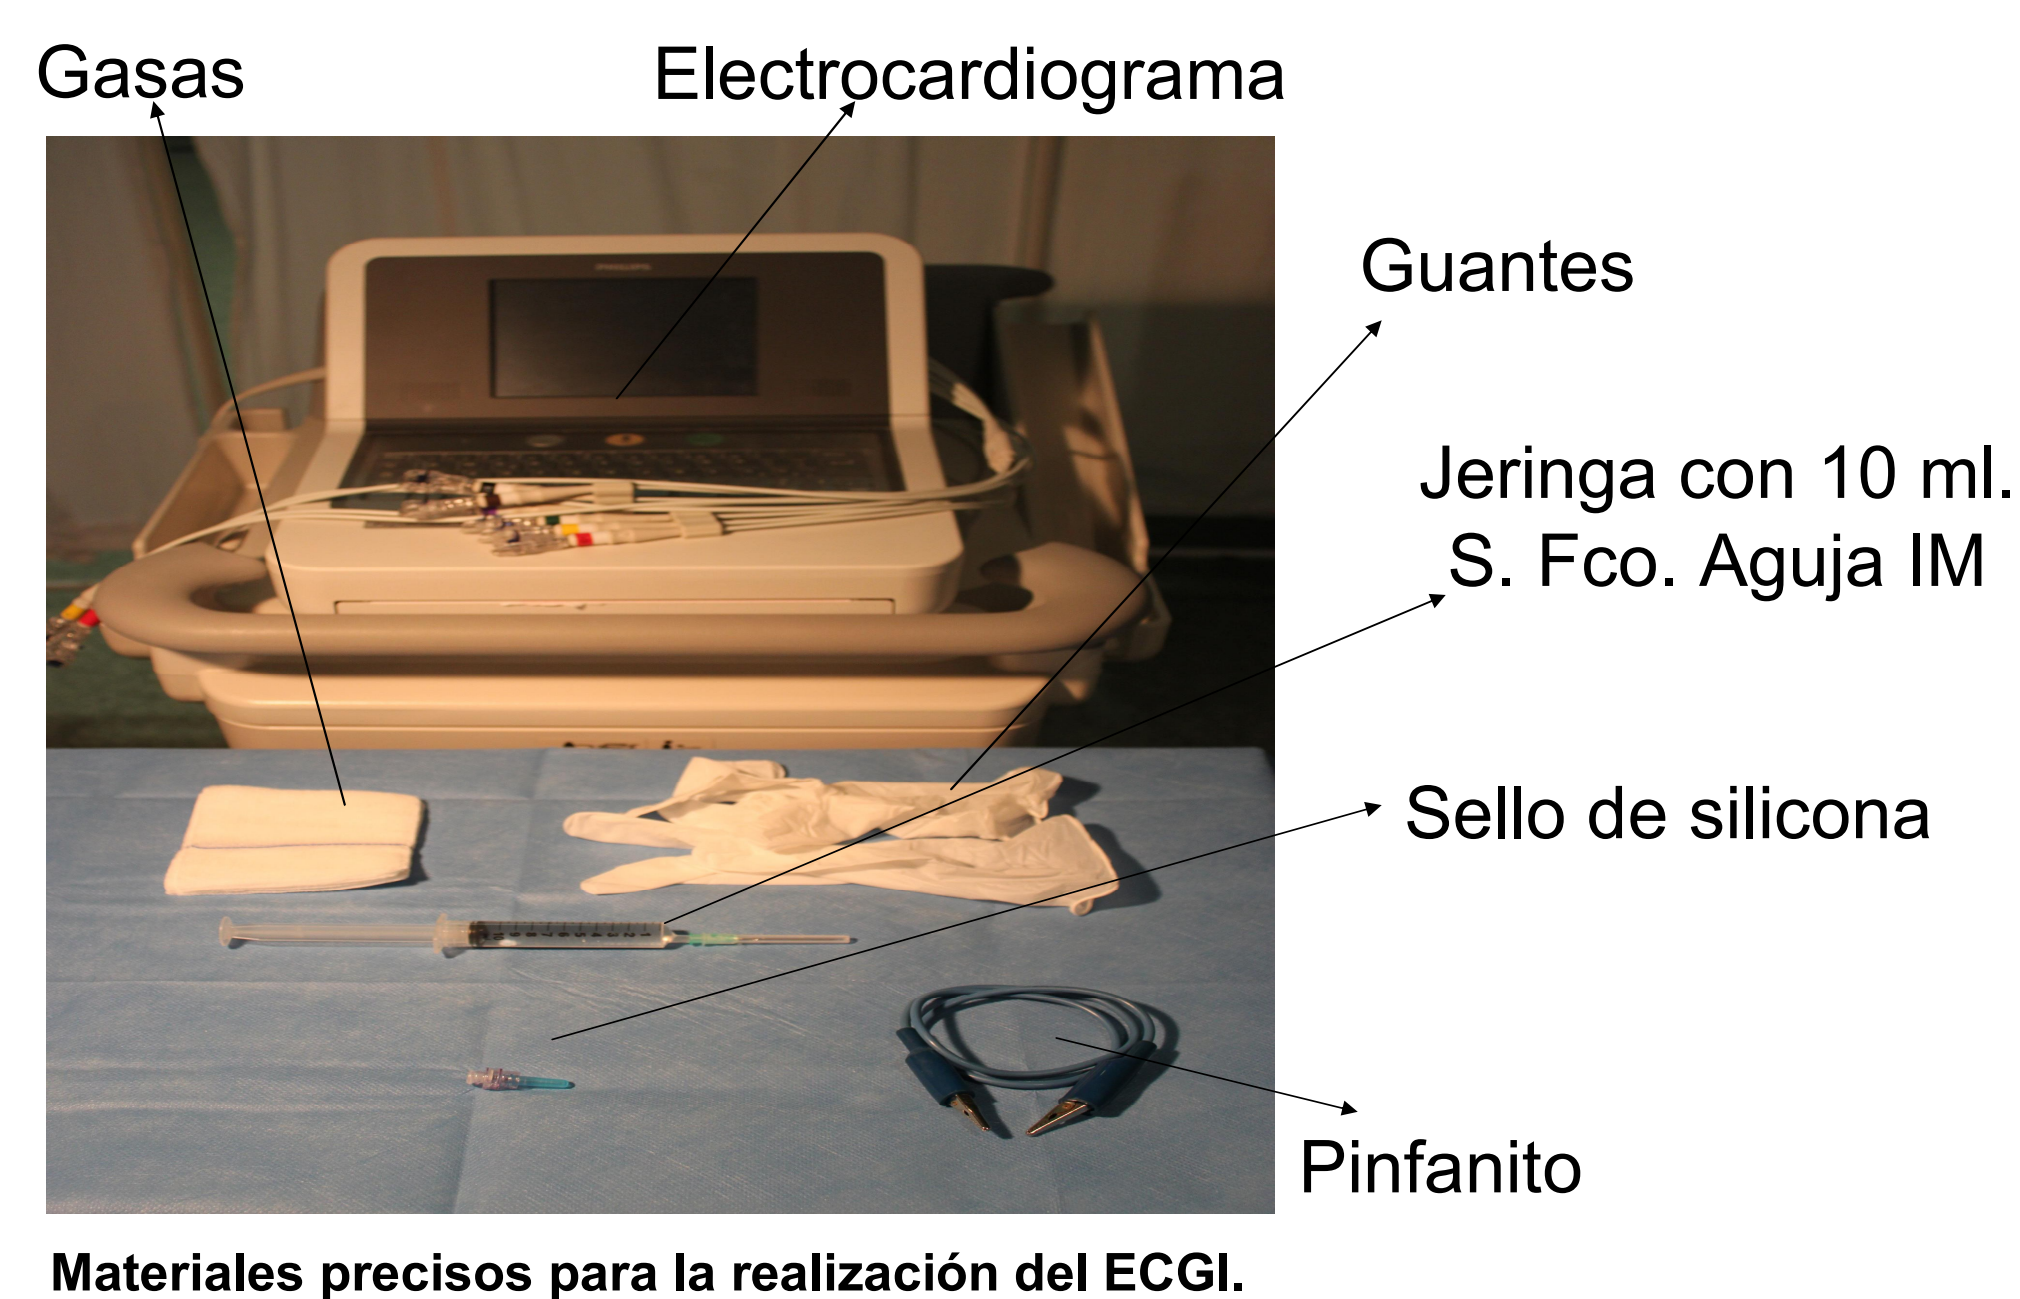 Gasas
Electrocardiograma
PHILIPS
Guantes
Jeringa con 10 ml.
S. Fco. Aguja IM
Sello de silicona
Pinfanito
Materiales precisos para la realización del ECGI.